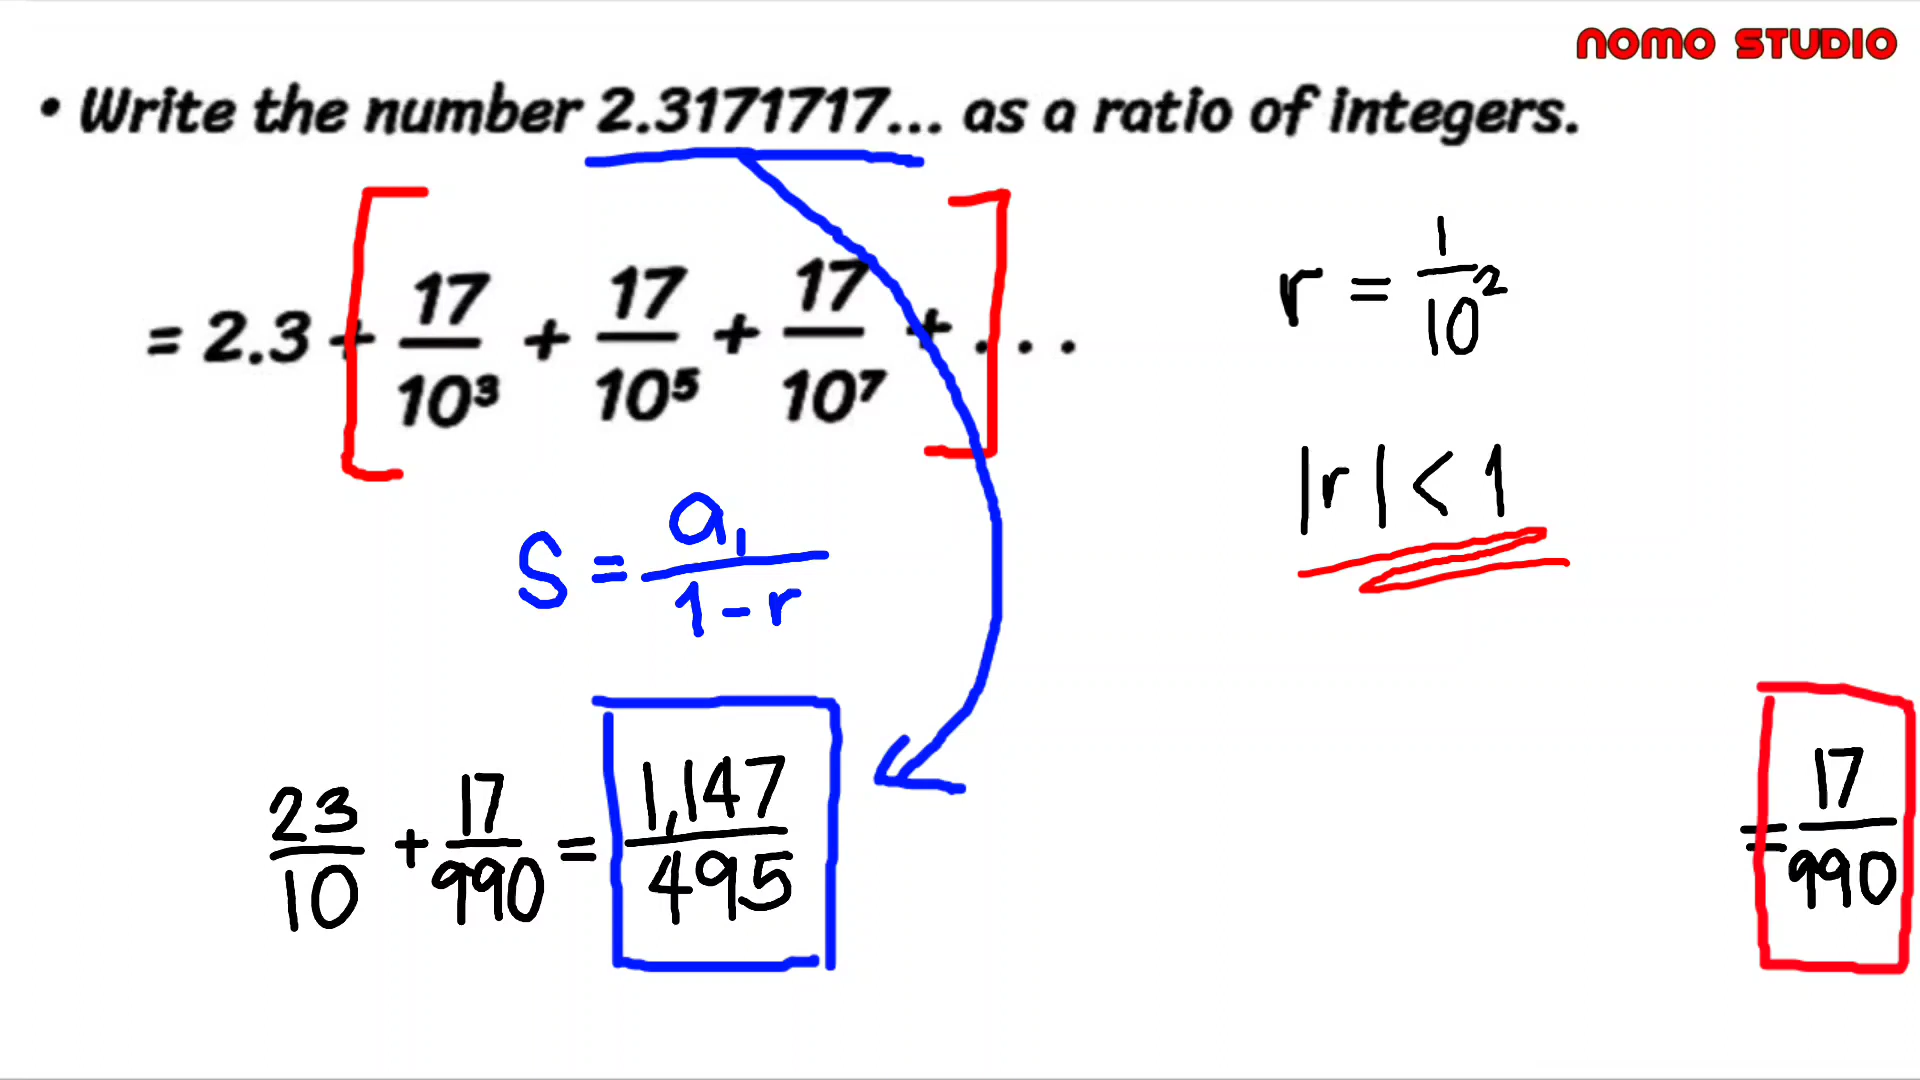 NOMO STUDIO
• Write the number 2.3171717... as a ratio of integers.
= 2.3 + 17/10³ + 17/10⁵ + 17/10⁷ + ...
r = 1/10²
|r| < 1
S = a₁/(1-r)
23/10 + 17/990 = 1,147/495
= 17/990